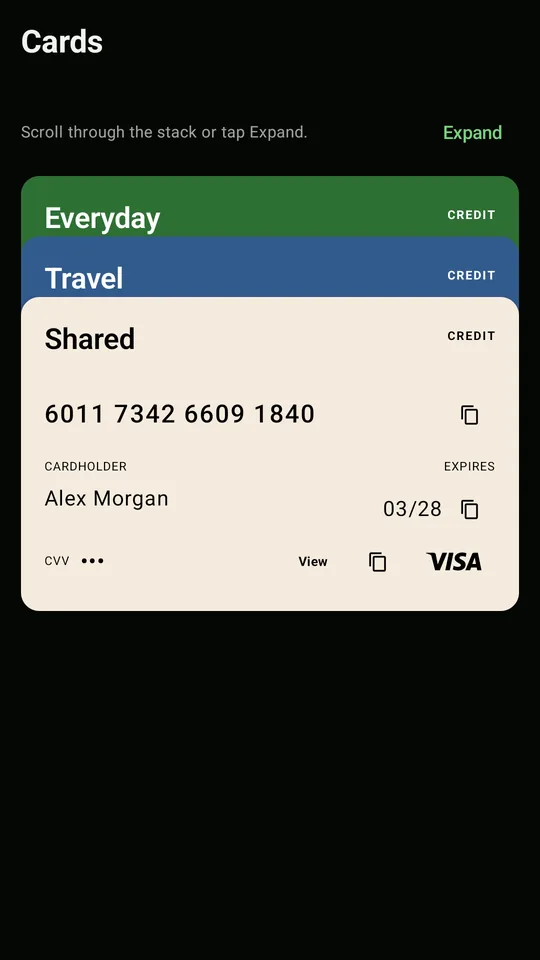 Cards
Scroll through the stack or tap Expand.
Expand
Everyday
CREDIT
Travel
CREDIT
Shared
CREDIT
6011 7342 6609 1840
CARDHOLDER
EXPIRES
Alex Morgan
03/28
CVV •••
View
VISA